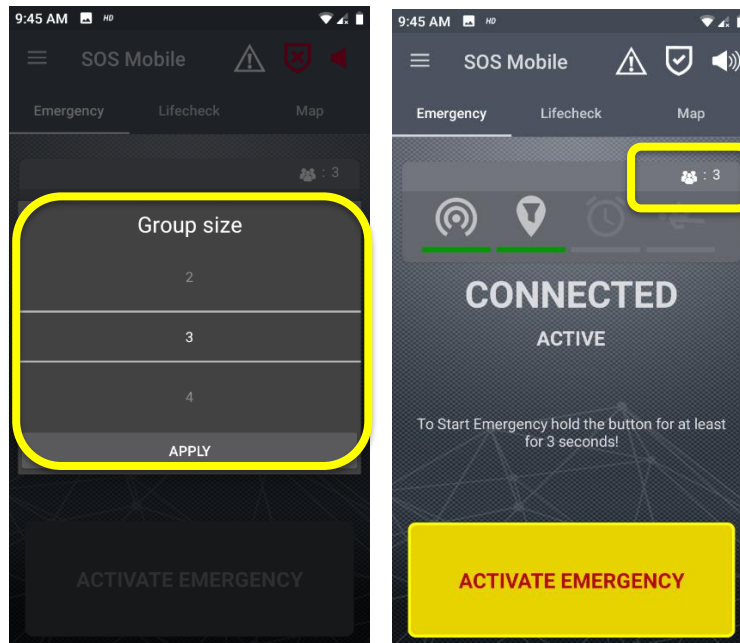 9:45 AM HD
SOS Mobile
Emergency Lifecheck Map
: 3
Group size
2
3
4
APPLY
ACTIVATE EMERGENCY
9:45 AM HD
SOS Mobile
Emergency Lifecheck Map
: 3
CONNECTED
ACTIVE
To Start Emergency hold the button for at least
for 3 seconds!
ACTIVATE EMERGENCY